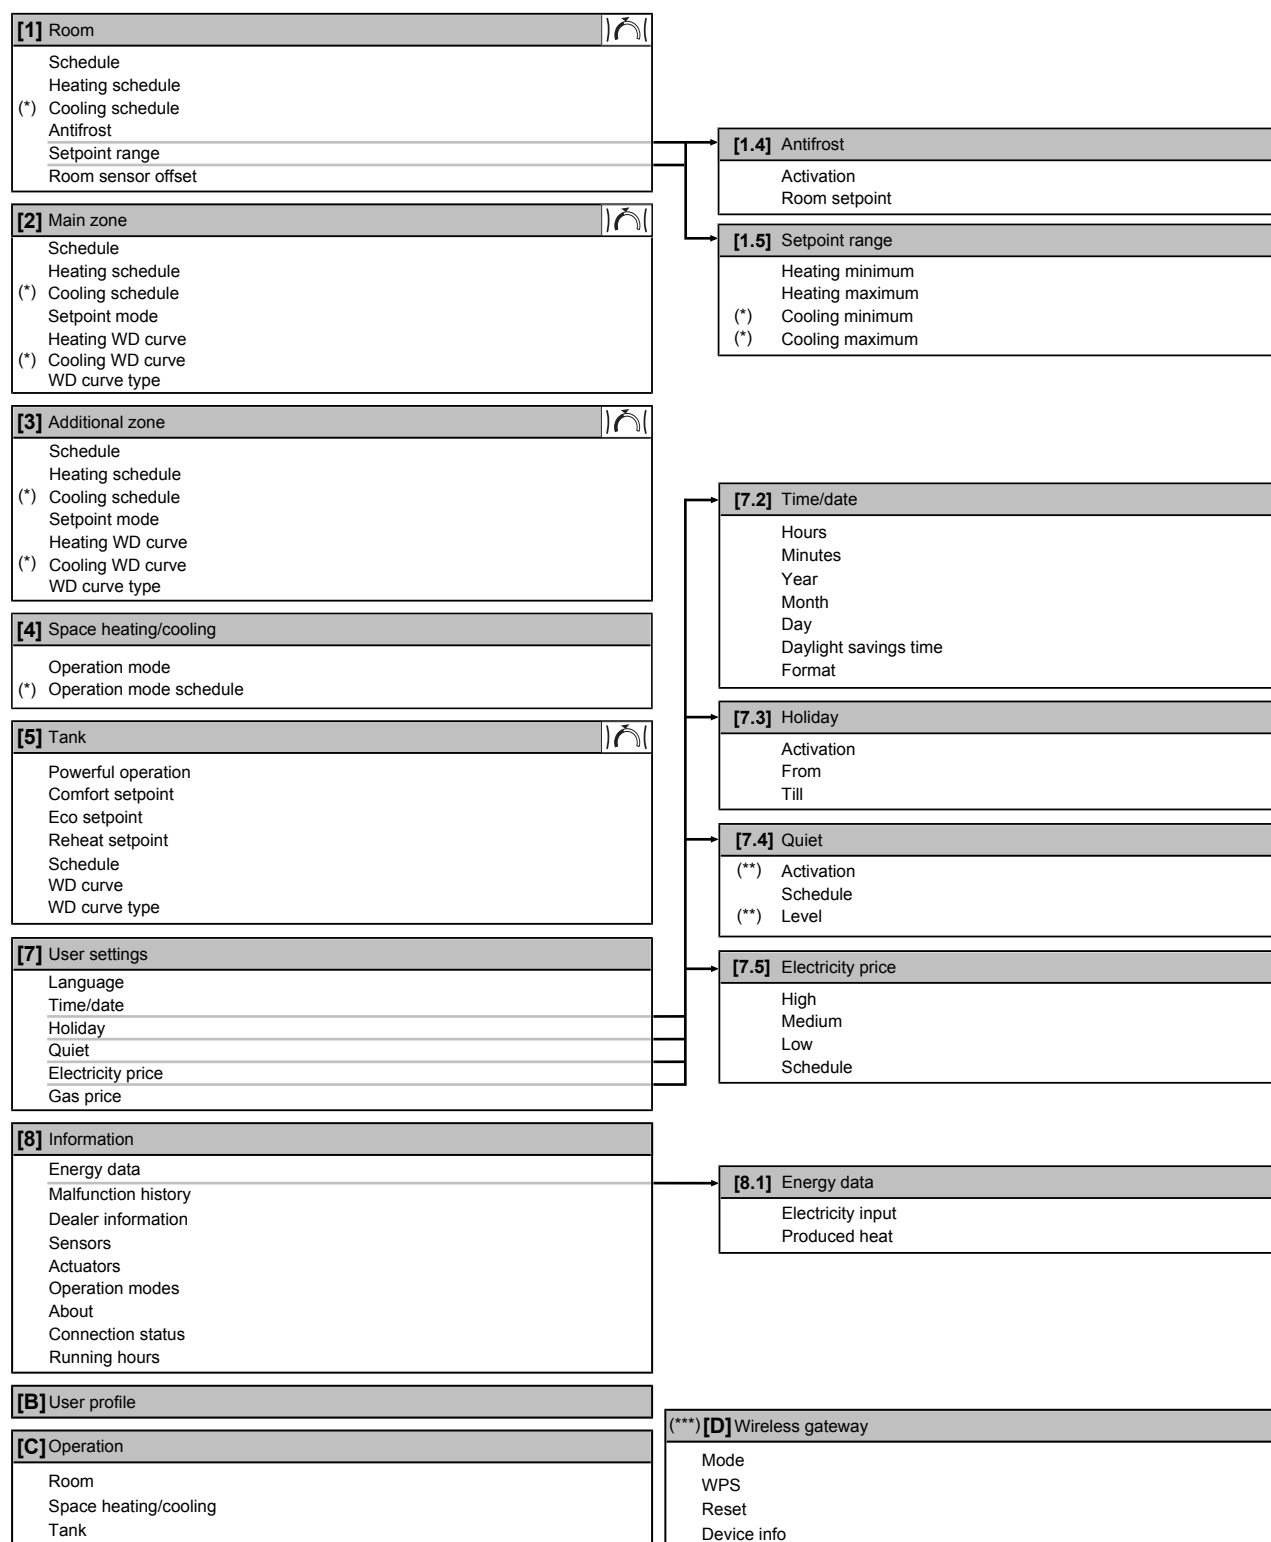 [1] Room
Schedule
Heating schedule
(*) Cooling schedule
Antifrost
Setpoint range
Room sensor offset
[2] Main zone
Schedule
Heating schedule
(*) Cooling schedule
Setpoint mode
Heating WD curve
(*) Cooling WD curve
WD curve type
[3] Additional zone
Schedule
Heating schedule
(*) Cooling schedule
Setpoint mode
Heating WD curve
(*) Cooling WD curve
WD curve type
[4] Space heating/cooling
Operation mode
(*) Operation mode schedule
[5] Tank
Powerful operation
Comfort setpoint
Eco setpoint
Reheat setpoint
Schedule
WD curve
WD curve type
[7] User settings
Language
Time/date
Holiday
Quiet
Electricity price
Gas price
[8] Information
Energy data
Malfunction history
Dealer information
Sensors
Actuators
Operation modes
About
Connection status
Running hours
[B] User profile
[C] Operation
Room
Space heating/cooling
Tank
[1.4] Antifrost
Activation
Room setpoint
[1.5] Setpoint range
Heating minimum
Heating maximum
(*) Cooling minimum
(*) Cooling maximum
[7.2] Time/date
Hours
Minutes
Year
Month
Day
Daylight savings time
Format
[7.3] Holiday
Activation
From
Till
[7.4] Quiet
(**) Activation
Schedule
(**) Level
[7.5] Electricity price
High
Medium
Low
Schedule
[8.1] Energy data
Electricity input
Produced heat
(***) [D] Wireless gateway
Mode
WPS
Reset
Device info